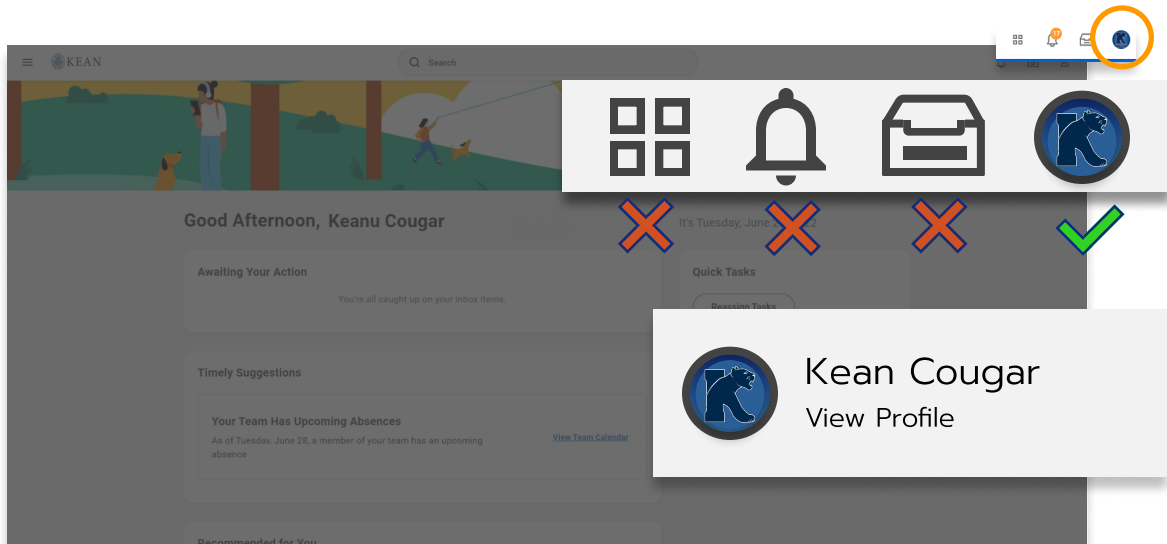 17
KEAN
Search
Good Afternoon, Keanu Cougar
It's Tuesday, June
Awaiting Your Action
You're all caught up on your inbox items.
Quick Tasks
Reassign Tasks
Kean Cougar
View Profile
Timely Suggestions
Your Team Has Upcoming Absences
As of Tuesday, June 28, a member of your team has an upcoming
absence
View Team Calendar
Recommended for You